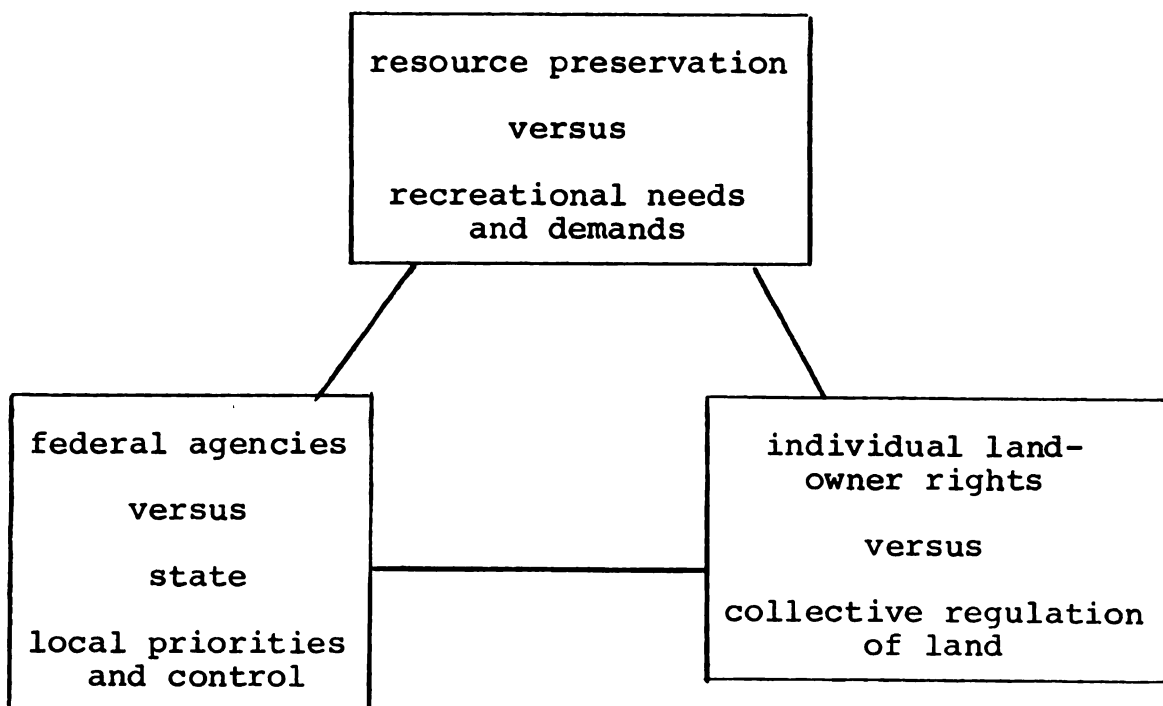 resource preservation
versus
recreational needs
and demands
federal agencies
versus
state
local priorities
and control
individual land-
owner rights
versus
collective regulation
of land